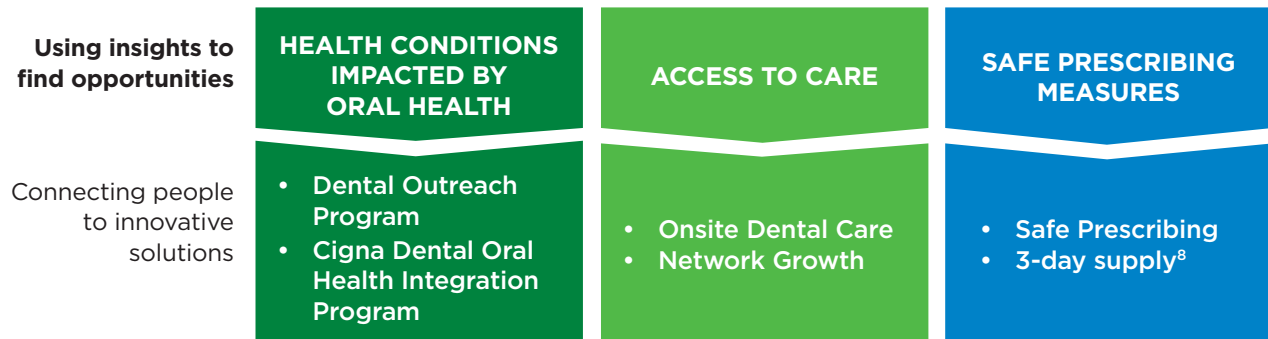 Using insights to
find opportunities
HEALTH CONDITIONS
IMPACTED BY
ORAL HEALTH
ACCESS TO CARE
SAFE PRESCRIBING
MEASURES
Connecting people
to innovative
solutions
• Dental Outreach
Program
• Cigna Dental Oral
Health Integration
Program
• Onsite Dental Care
• Network Growth
• Safe Prescribing
• 3-day supply⁸